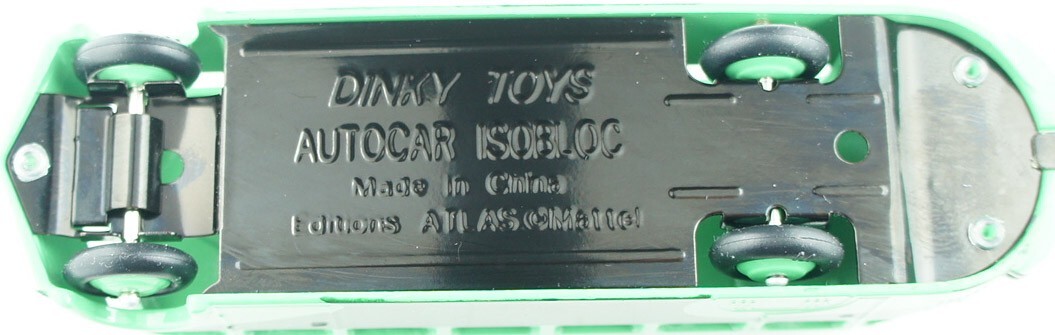 DINKY TOYS
AUTOCAR ISOBLOC
Made In China
Editions ATLAS ©Mattel